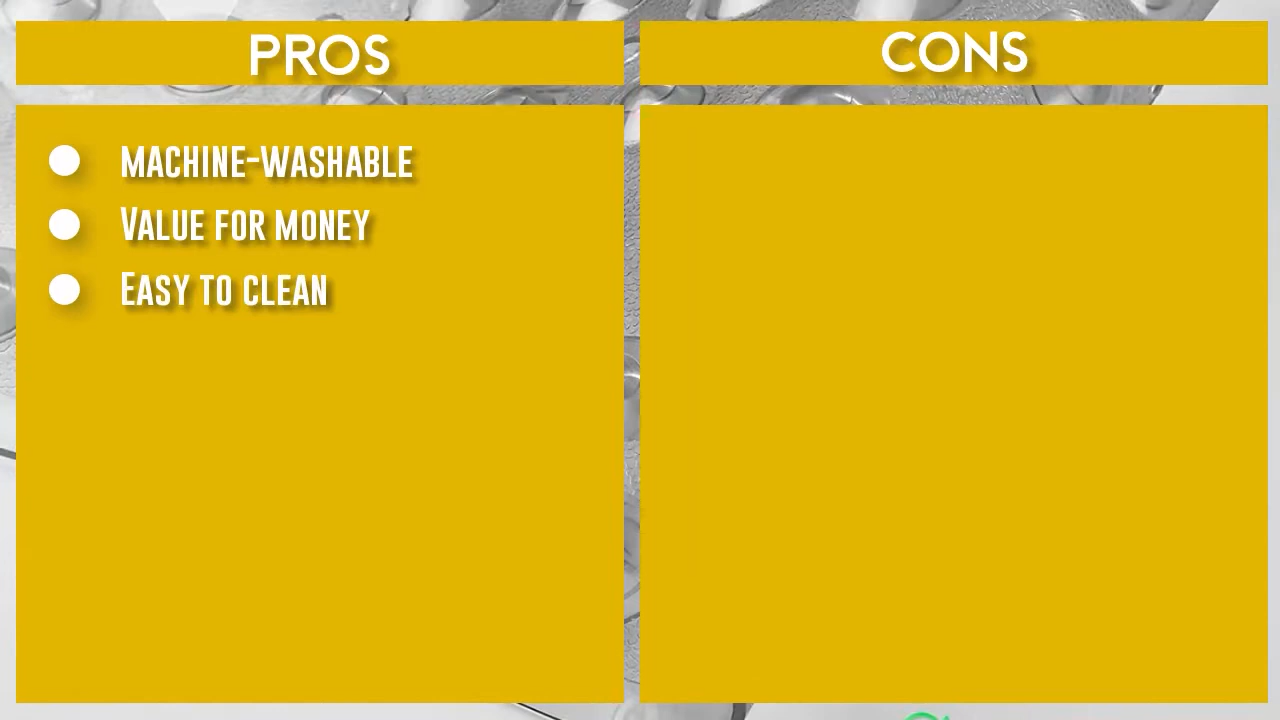 PROS
CONS
MACHINE-WASHABLE
VALUE FOR MONEY
EASY TO CLEAN